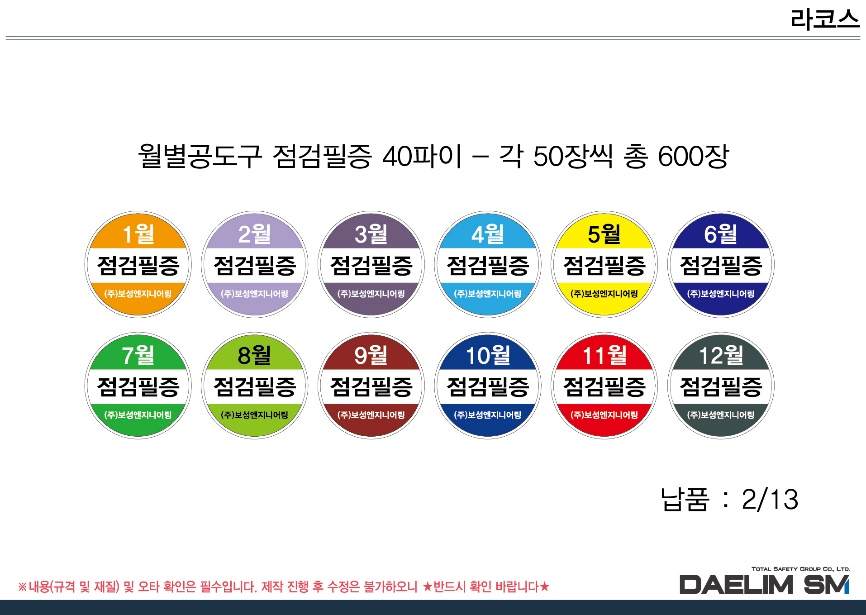 라코스
월별공도구 점검필증 40파이 – 각 50장씩 총 600장
1월 2월 3월 4월 5월 6월
점검필증 점검필증 점검필증 점검필증 점검필증 점검필증
(주)보성엔지니어링 (주)보성엔지니어링 (주)보성엔지니어링 (주)보성엔지니어링 (주)보성엔지니어링 (주)보성엔지니어링
7월 8월 9월 10월 11월 12월
점검필증 점검필증 점검필증 점검필증 점검필증 점검필증
(주)보성엔지니어링 (주)보성엔지니어링 (주)보성엔지니어링 (주)보성엔지니어링 (주)보성엔지니어링 (주)보성엔지니어링
납품 : 2/13
※내용(규격 및 재질) 및 오타 확인은 필수입니다. 제작 진행 후 수정은 불가하오니 ★반드시 확인 바랍니다★
TOTAL SAFETY GROUP CO., LTD.
DAELIM SM